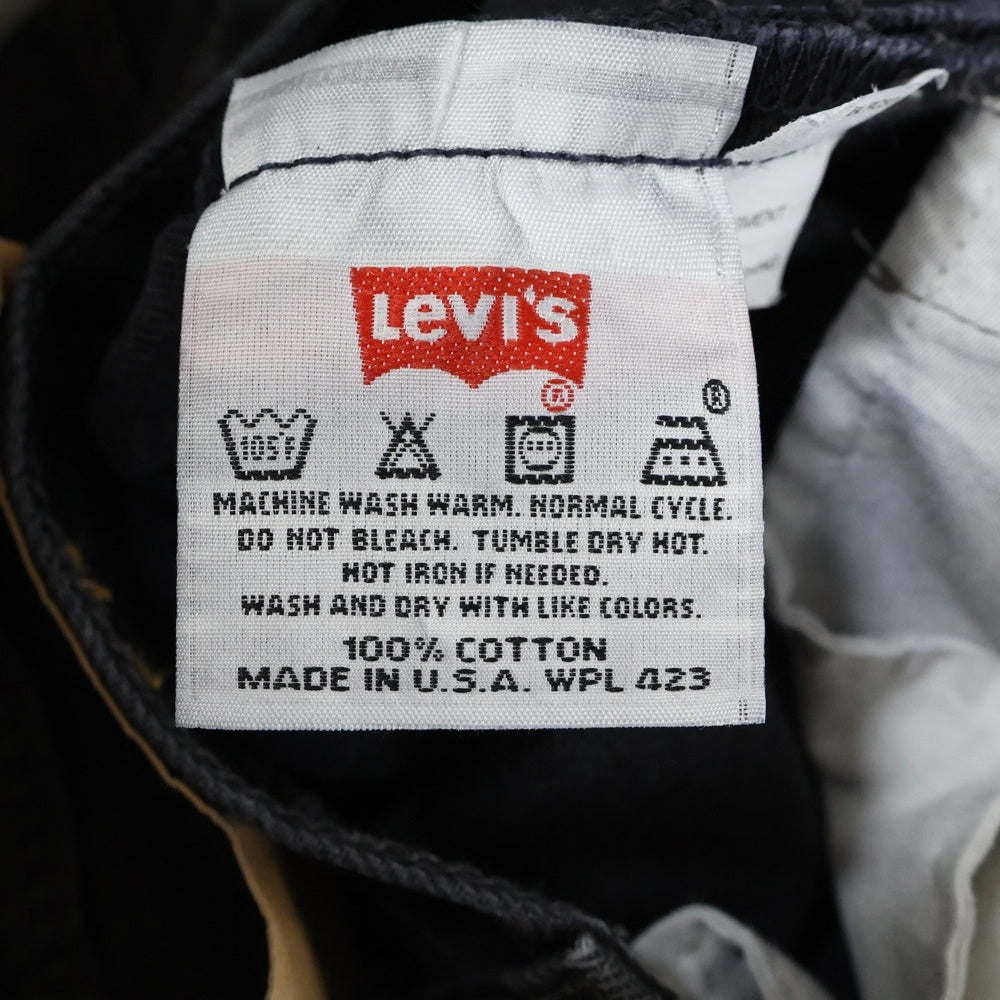 LEVI'S
®
105F
®
MACHINE WASH WARM. NORMAL CYCLE.
DO NOT BLEACH. TUMBLE DRY HOT.
HOT IRON IF NEEDED.
WASH AND DRY WITH LIKE COLORS.
100% COTTON
MADE IN U.S.A. WPL 423